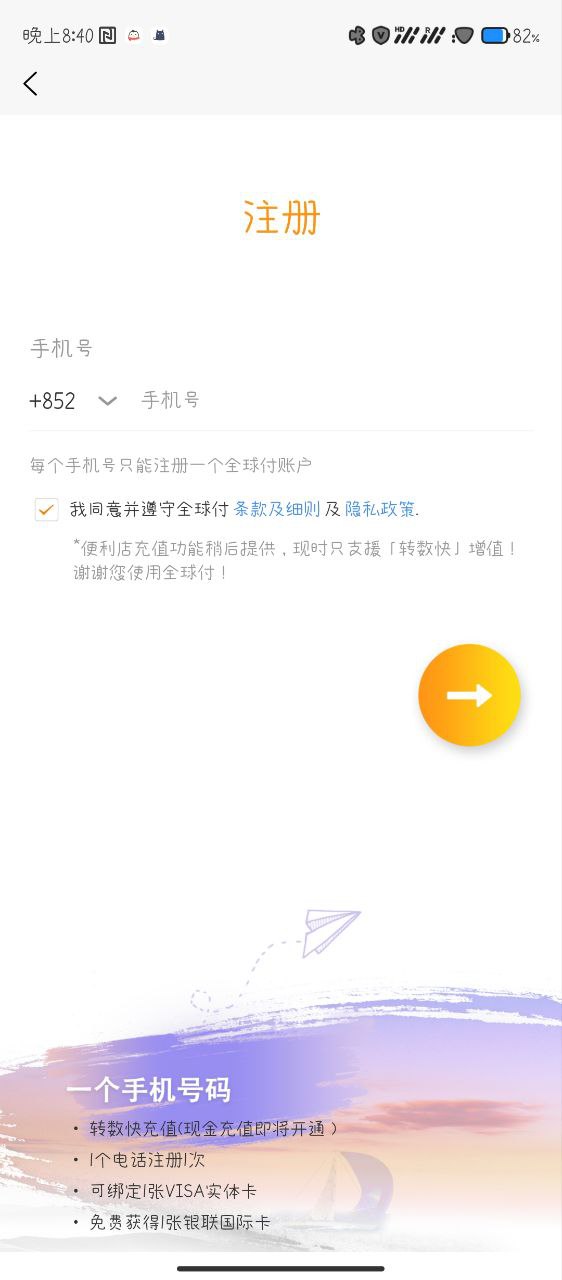 晚上8:40
82%
注册
手机号
+852 手机号
每个手机号只能注册一个全球付账户
我同意并遵守全球付 条款及细则 及 隐私政策.
*便利店充值功能稍后提供，现时只支援「转数快」增值！
谢谢您使用全球付！
一个手机号码
• 转数快充值(现金充值即将开通）
• 1个电话注册1次
• 可绑定1张VISA实体卡
• 免费获得1张银联国际卡